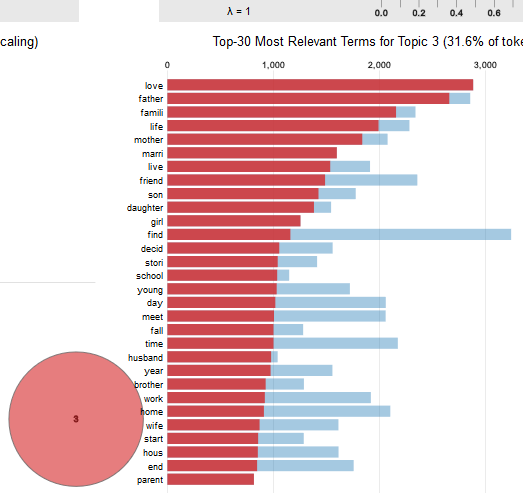 λ = 1
0.0 0.2 0.4 0.6
caling)
Top-30 Most Relevant Terms for Topic 3 (31.6% of toke
0 1,000 2,000 3,000
love
father
famili
life
mother
marri
live
friend
son
daughter
girl
find
decid
stori
school
young
day
meet
fall
time
husband
year
brother
work
home
wife
start
hous
end
parent
3